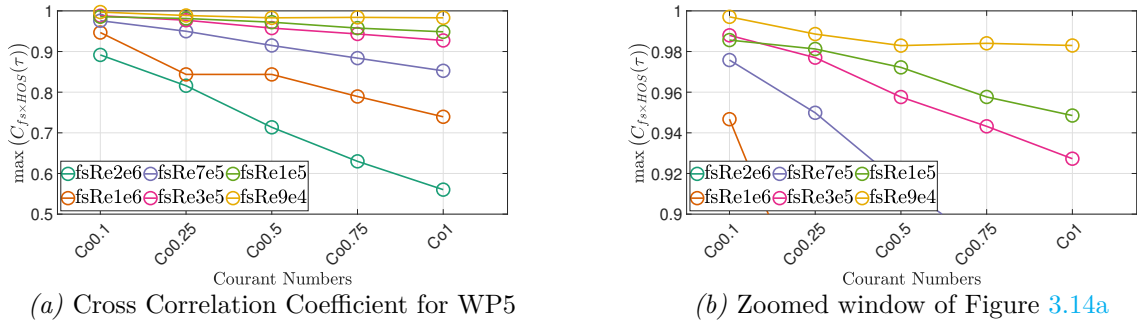 1
0.9
0.8
0.7
0.6
0.5
max (C_{fs×HOS}(τ))
fsRe2e6 fsRe7e5 fsRe1e5
fsRe1e6 fsRe3e5 fsRe9e4
Co0.1 Co0.25 Co0.5 Co0.75 Co1
Courant Numbers
(a) Cross Correlation Coefficient for WP5
1
0.98
0.96
0.94
0.92
0.9
max (C_{fs×HOS}(τ))
fsRe2e6 fsRe7e5 fsRe1e5
fsRe1e6 fsRe3e5 fsRe9e4
Co0.1 Co0.25 Co0.5 Co0.75 Co1
Courant Numbers
(b) Zoomed window of Figure 3.14a